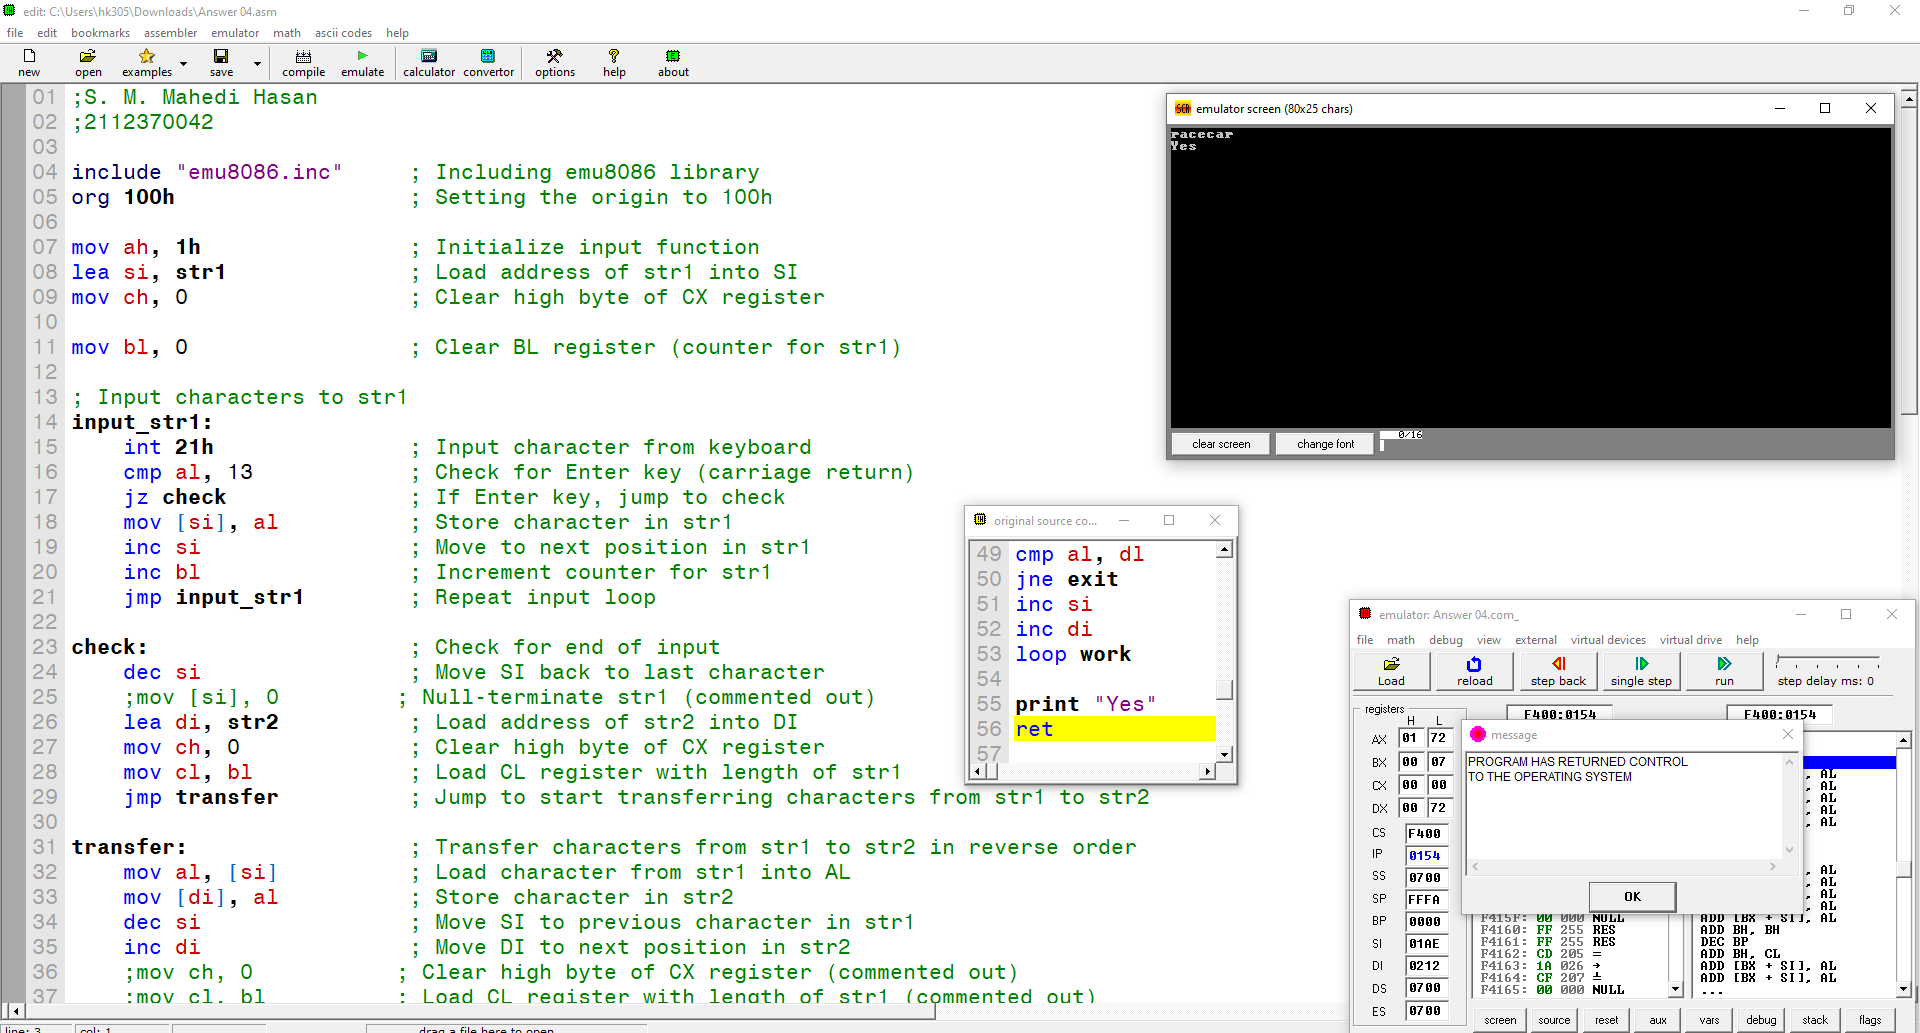 edit: C:\Users\hk305\Downloads\Answer 04.asm
file edit bookmarks assembler emulator math ascii codes help
new open examples save compile emulate calculator convertor options help about
01 ;S. M. Mahedi Hasan
02 ;2112370042
03
04 include "emu8086.inc" ; Including emu8086 library
05 org 100h ; Setting the origin to 100h
06
07 mov ah, 1h ; Initialize input function
08 lea si, str1 ; Load address of str1 into SI
09 mov ch, 0 ; Clear high byte of CX register
10
11 mov bl, 0 ; Clear BL register (counter for str1)
12
13 ; Input characters to str1
14 input_str1:
15 int 21h ; Input character from keyboard
16 cmp al, 13 ; Check for Enter key (carriage return)
17 jz check ; If Enter key, jump to check
18 mov [si], al ; Store character in str1
19 inc si ; Move to next position in str1
20 inc bl ; Increment counter for str1
21 jmp input_str1 ; Repeat input loop
22
23 check: ; Check for end of input
24 dec si ; Move SI back to last character
25 ;mov [si], 0 ; Null-terminate str1 (commented out)
26 lea di, str2 ; Load address of str2 into DI
27 mov ch, 0 ; Clear high byte of CX register
28 mov cl, bl ; Load CL register with length of str1
29 jmp transfer ; Jump to start transferring characters from str1 to str2
30
31 transfer: ; Transfer characters from str1 to str2 in reverse order
32 mov al, [si] ; Load character from str1 into AL
33 mov [di], al ; Store character in str2
34 dec si ; Move SI to previous character in str1
35 inc di ; Move DI to next position in str2
36 ;mov ch, 0 ; Clear high byte of CX register (commented out)
37 ;mov cl, bl ; Load CL register with length of str1 (commented out)
line: 3 col: 1 drag a file here to open
SCR emulator screen (80x25 chars)
racecar
Yes
clear screen change font 0/16
original source co...
49 cmp al, dl
50 jne exit
51 inc si
52 inc di
53 loop work
54
55 print "Yes"
56 ret
57
emulator: Answer 04.com_
file math debug view external virtual devices virtual drive help
Load reload step back single step run step delay ms: 0
registers F400:0154 F400:0154
H L
AX 01 72
BX 00 07
CX 00 00
DX 00 72
CS F400
IP 0154
SS 0700
SP FFFA
BP 0000
SI 01AE
DI 0212
DS 0700
ES 0700
message
PROGRAM HAS RETURNED CONTROL
TO THE OPERATING SYSTEM
OK
, AL
, AL
, AL
, AL
, AL
, AL
, AL
, AL
, AL
F415F: 00 000 NULL ADD [BX + SI], AL
F4160: FF 255 RES ADD BH, BH
F4161: FF 255 RES DEC BP
F4162: CD 205 = ADD BH, CL
F4163: 1A 026 → ADD [BX + SI], AL
F4164: CF 207 ╧ ADD [BX + SI], AL
F4165: 00 000 NULL ...
screen source reset aux vars debug stack flags